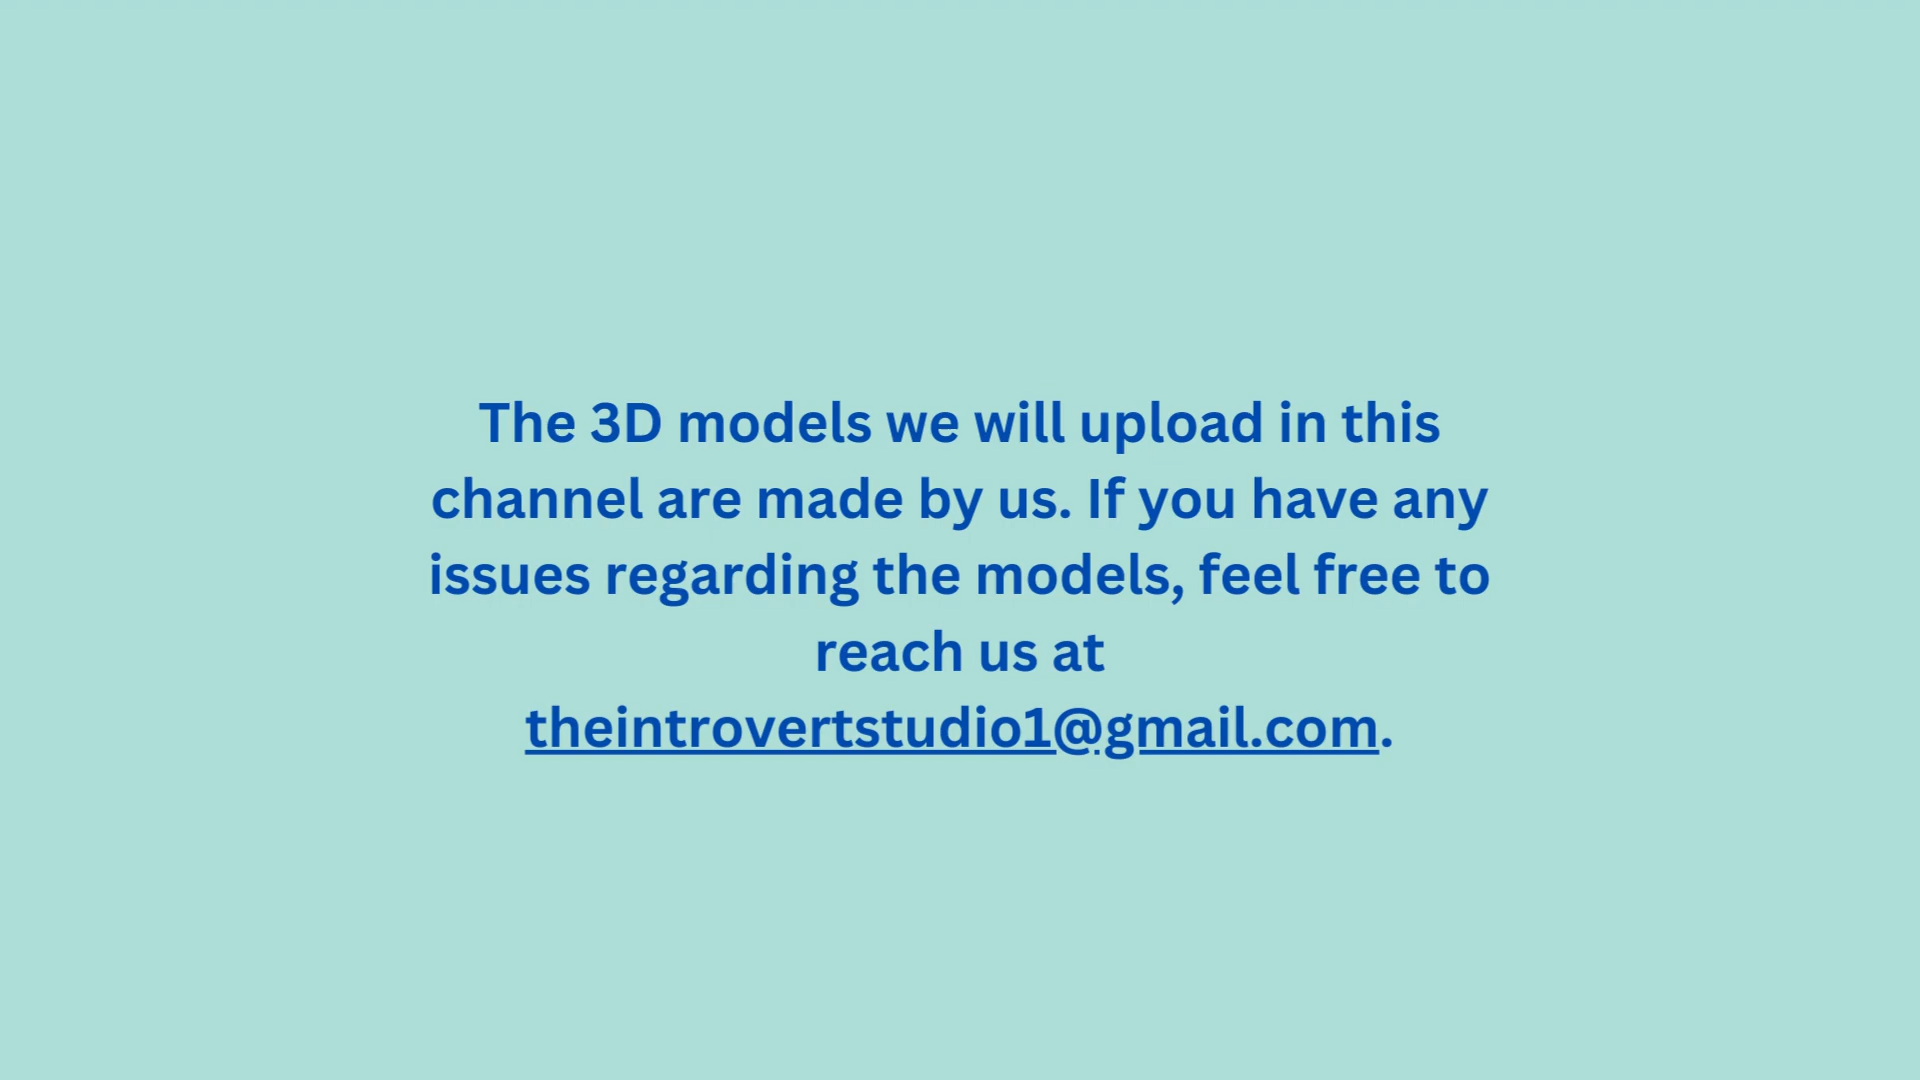 The 3D models we will upload in this
channel are made by us. If you have any
issues regarding the models, feel free to
reach us at
theintrovertstudio1@gmail.com.